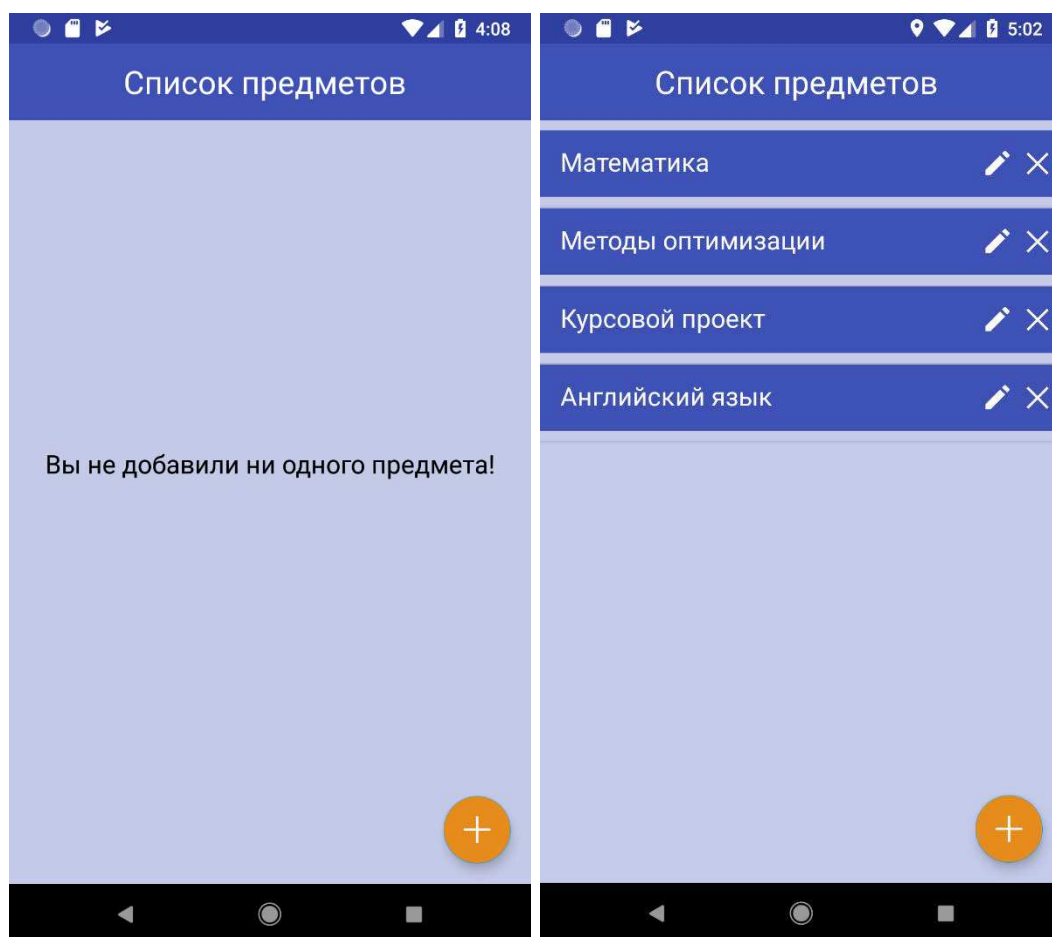 4:08
Список предметов
Вы не добавили ни одного предмета!
5:02
Список предметов
Математика
Методы оптимизации
Курсовой проект
Английский язык